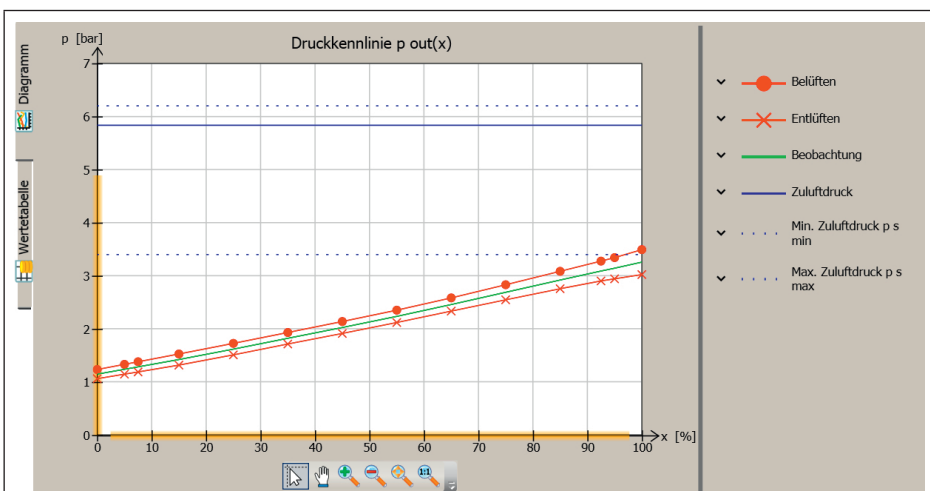 Druckkennlinie p out(x)
p [bar]
7
6
5
4
3
2
1
0
0 10 20 30 40 50 60 70 80 90 100
x [%]
Diagramm
Wertetabelle
Belüften
Entlüften
Beobachtung
Zuluftdruck
Min. Zuluftdruck p s
min
Max. Zuluftdruck p s
max
1:1